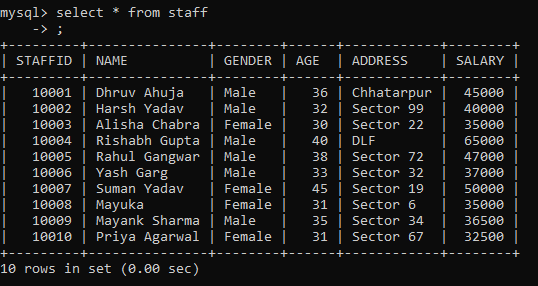 mysql> select * from staff
    -> ;
+---------+----------------+--------+------+------------+--------+
| STAFFID | NAME           | GENDER | AGE  | ADDRESS    | SALARY |
+---------+----------------+--------+------+------------+--------+
|   10001 | Dhruv Ahuja    | Male   |   36 | Chhatarpur |  45000 |
|   10002 | Harsh Yadav    | Male   |   32 | Sector 99  |  40000 |
|   10003 | Alisha Chabra  | Female |   30 | Sector 22  |  35000 |
|   10004 | Rishabh Gupta  | Male   |   40 | DLF        |  65000 |
|   10005 | Rahul Gangwar  | Male   |   38 | Sector 72  |  47000 |
|   10006 | Yash Garg      | Male   |   33 | Sector 32  |  37000 |
|   10007 | Suman Yadav    | Female |   45 | Sector 19  |  50000 |
|   10008 | Mayuka         | Female |   31 | Sector 6   |  35000 |
|   10009 | Mayank Sharma  | Male   |   35 | Sector 34  |  36500 |
|   10010 | Priya Agarwal  | Female |   31 | Sector 67  |  32500 |
+---------+----------------+--------+------+------------+--------+
10 rows in set (0.00 sec)